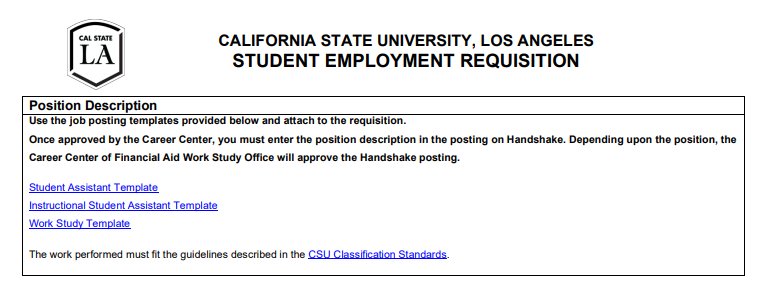 CAL STATE
LA
CALIFORNIA STATE UNIVERSITY, LOS ANGELES
STUDENT EMPLOYMENT REQUISITION
Position Description
Use the job posting templates provided below and attach to the requisition.
Once approved by the Career Center, you must enter the position description in the posting on Handshake. Depending upon the position, the
Career Center of Financial Aid Work Study Office will approve the Handshake posting.
Student Assistant Template
Instructional Student Assistant Template
Work Study Template
The work performed must fit the guidelines described in the CSU Classification Standards.